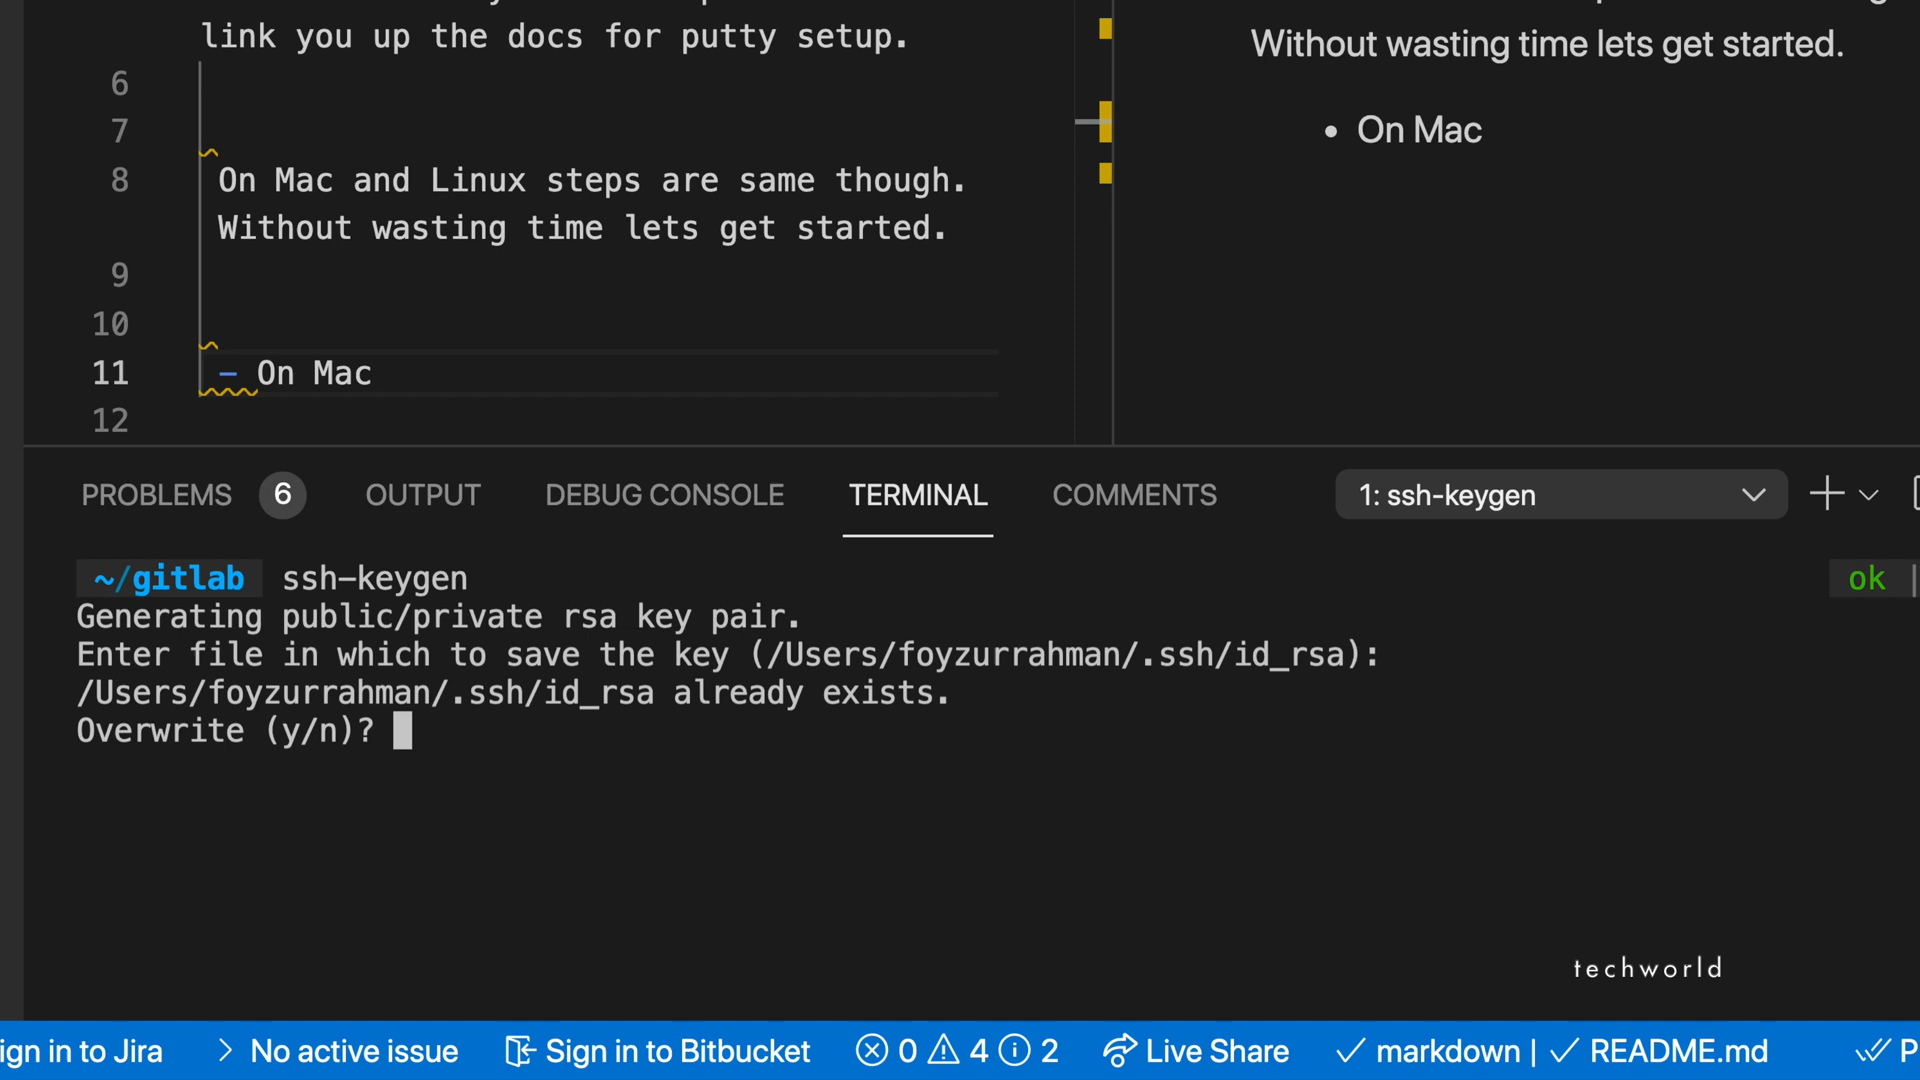 link you up the docs for putty setup.
6
7
8 On Mac and Linux steps are same though.
Without wasting time lets get started.
9
10
11 - On Mac
12
Without wasting time lets get started.
• On Mac
PROBLEMS 6 OUTPUT DEBUG CONSOLE TERMINAL COMMENTS 1: ssh-keygen
~/gitlab ssh-keygen ok
Generating public/private rsa key pair.
Enter file in which to save the key (/Users/foyzurrahman/.ssh/id_rsa):
/Users/foyzurrahman/.ssh/id_rsa already exists.
Overwrite (y/n)?
techworld
ign in to Jira > No active issue Sign in to Bitbucket 0 4 2 Live Share ✓ markdown | ✓ README.md P